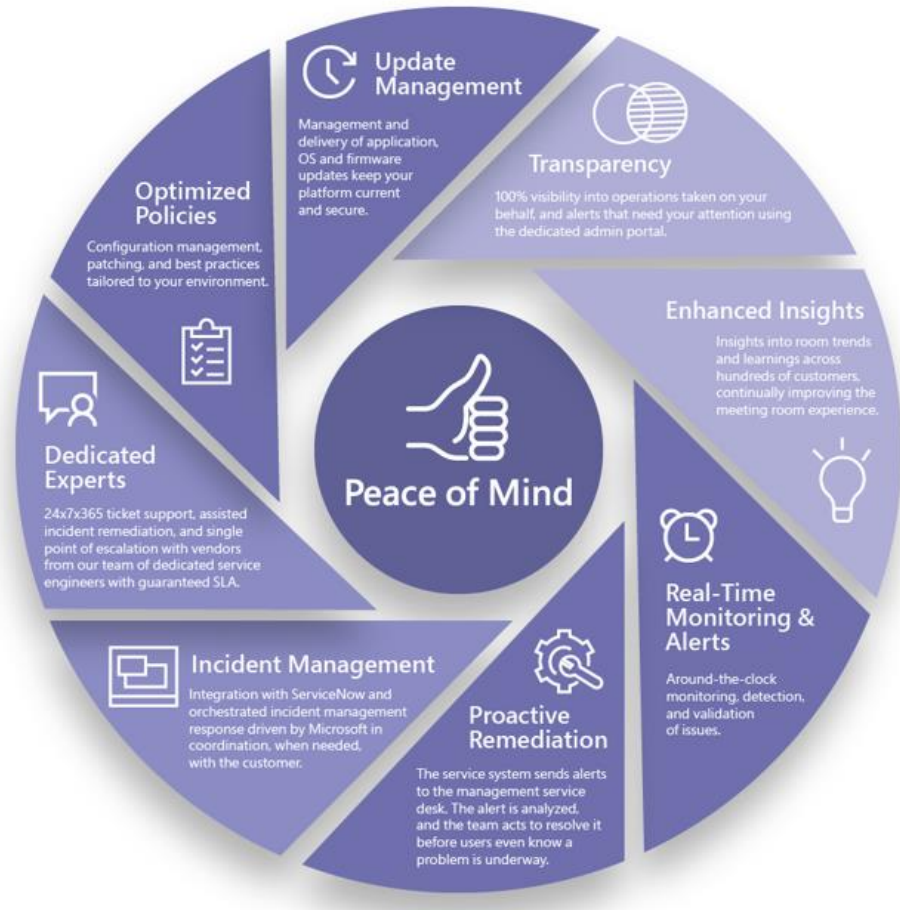 Update
Management
Management and
delivery of application,
OS and firmware
updates keep your
platform current
and secure.
Transparency
100% visibility into operations taken on your
behalf, and alerts that need your attention using
the dedicated admin portal.
Enhanced Insights
Insights into room trends
and learnings across
hundreds of customers,
continually improving the
meeting room experience.
Real-Time
Monitoring &
Alerts
Around-the-clock
monitoring, detection,
and validation
of issues.
Proactive
Remediation
The service system sends alerts
to the management service
desk. The alert is analyzed,
and the team acts to resolve it
before users even know a
problem is underway.
Incident Management
Integration with ServiceNow and
orchestrated incident management
response driven by Microsoft in
coordination, when needed,
with the customer.
Dedicated
Experts
24x7x365 ticket support, assisted
incident remediation, and single
point of escalation with vendors
from our team of dedicated service
engineers with guaranteed SLA.
Optimized
Policies
Configuration management,
patching, and best practices
tailored to your environment.
Peace of Mind